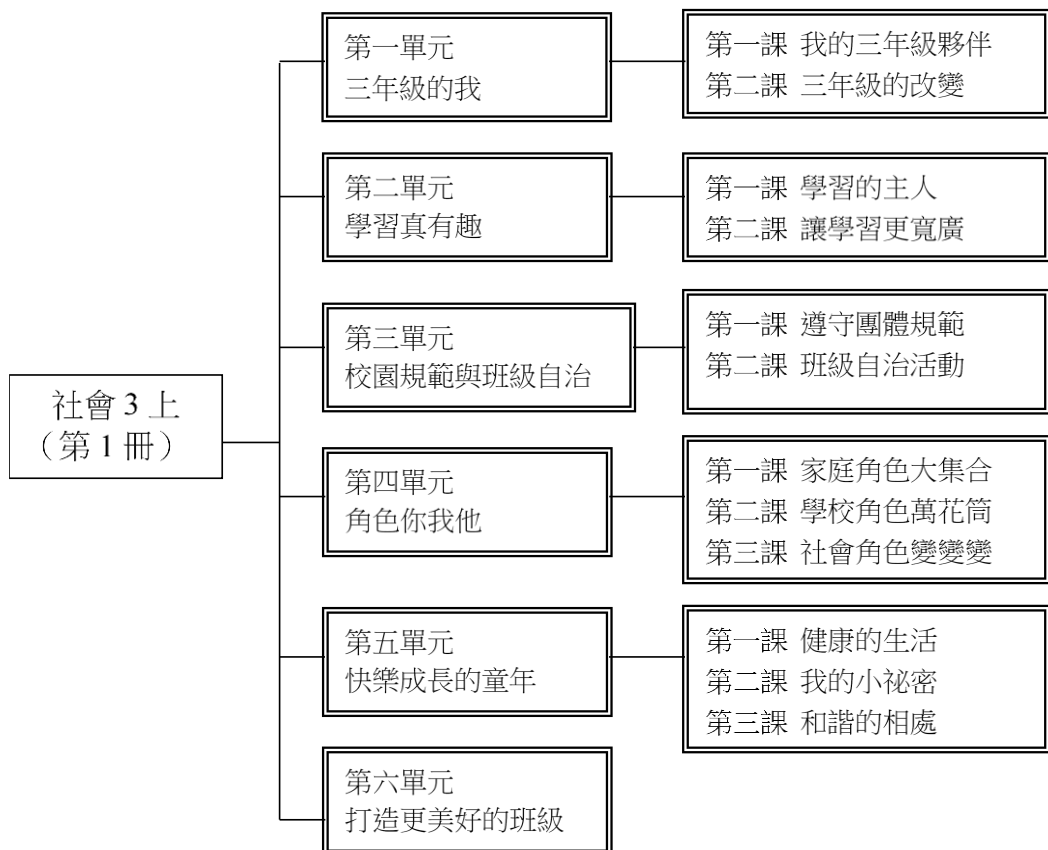 社會 3 上
（第 1 冊）
第一單元
三年級的我
第一課 我的三年級夥伴
第二課 三年級的改變
第二單元
學習真有趣
第一課 學習的主人
第二課 讓學習更寬廣
第三單元
校園規範與班級自治
第一課 遵守團體規範
第二課 班級自治活動
第四單元
角色你我他
第一課 家庭角色大集合
第二課 學校角色萬花筒
第三課 社會角色變變變
第五單元
快樂成長的童年
第一課 健康的生活
第二課 我的小祕密
第三課 和諧的相處
第六單元
打造更美好的班級